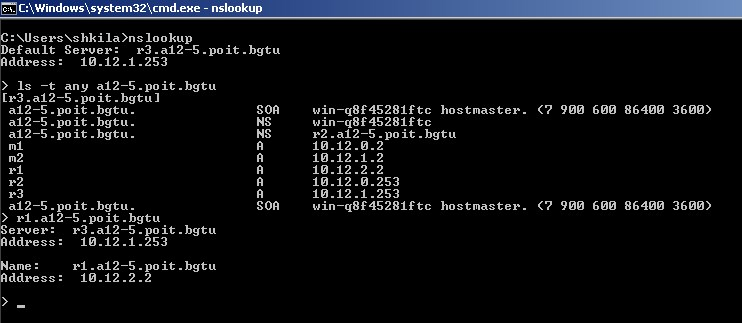 C:\Windows\system32\cmd.exe - nslookup
C:\Users\shkila>nslookup
Default Server:  r3.a12-5.poit.bgtu
Address:  10.12.1.253
> ls -t any a12-5.poit.bgtu
[r3.a12-5.poit.bgtu]
a12-5.poit.bgtu.               SOA    win-q8f45281ftc hostmaster. (7 900 600 86400 3600)
a12-5.poit.bgtu.               NS     win-q8f45281ftc
a12-5.poit.bgtu.               NS     r2.a12-5.poit.bgtu
m1                             A      10.12.0.2
m2                             A      10.12.1.2
r1                             A      10.12.2.2
r2                             A      10.12.0.253
r3                             A      10.12.1.253
a12-5.poit.bgtu.               SOA    win-q8f45281ftc hostmaster. (7 900 600 86400 3600)
> r1.a12-5.poit.bgtu
Server:  r3.a12-5.poit.bgtu
Address:  10.12.1.253
Name:    r1.a12-5.poit.bgtu
Address:  10.12.2.2
> _